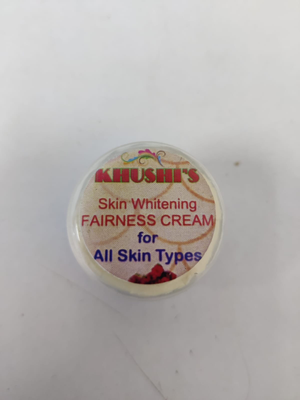 KHUSHI'S
Skin Whitening
FAIRNESS CREAM
for
All Skin Types